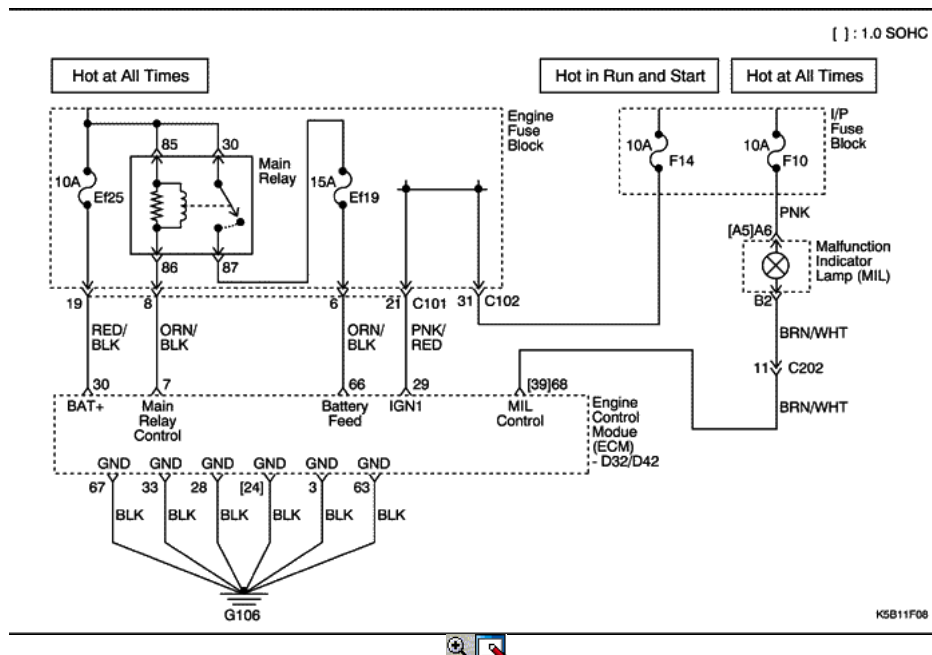 [ ] : 1.0 SOHC
Hot at All Times
Hot in Run and Start
Hot at All Times
Engine
Fuse
Block
I/P
Fuse
Block
85
30
Main
Relay
10A
Ef25
15A
Ef19
10A
F14
10A
F10
86
87
PNK
[A5]A6
Malfunction
Indicator
Lamp (MIL)
B2
19
8
6
21
C101
31
C102
RED/
BLK
ORN/
BLK
ORN/
BLK
PNK/
RED
BRN/WHT
11
C202
BRN/WHT
30
7
66
29
[39]68
BAT+
Main
Relay
Control
Battery
Feed
IGN1
MIL
Control
Engine
Control
Modue
(ECM)
- D32/D42
GND
GND
GND
GND
GND
GND
67
33
28
[24]
3
63
BLK
BLK
BLK
BLK
BLK
BLK
G106
K5B11F08